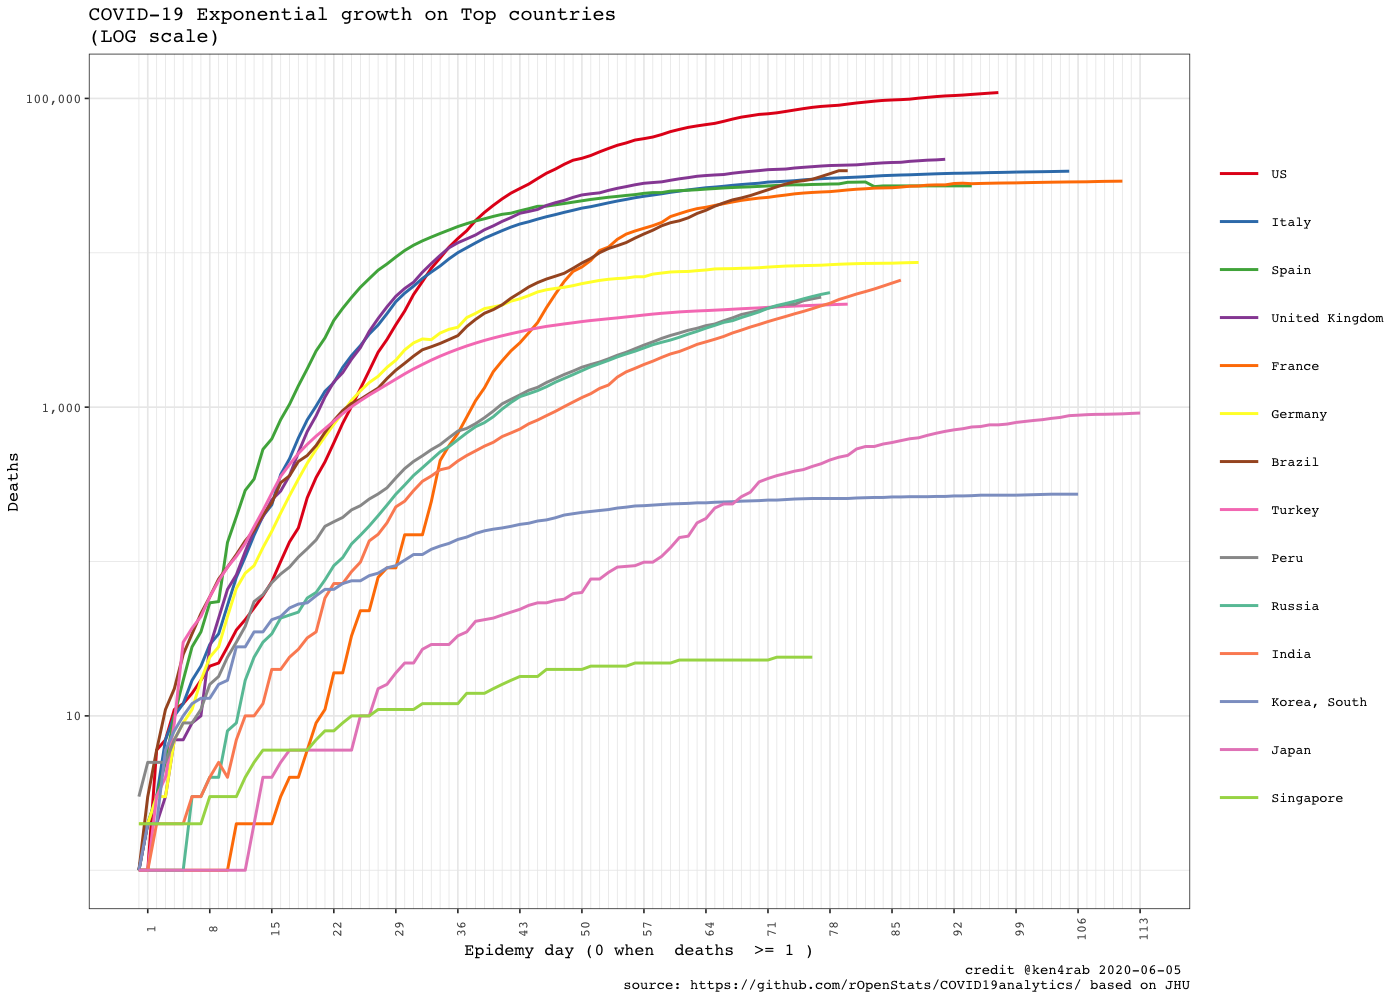 COVID-19 Exponential growth on Top countries
(LOG scale)
100,000
1,000
10
Deaths
1
8
15
22
29
36
43
50
57
64
71
78
85
92
99
106
113
Epidemy day (0 when  deaths  >= 1 )
US
Italy
Spain
United Kingdom
France
Germany
Brazil
Turkey
Peru
Russia
India
Korea, South
Japan
Singapore
credit @ken4rab 2020-06-05
source: https://github.com/rOpenStats/COVID19analytics/ based on JHU